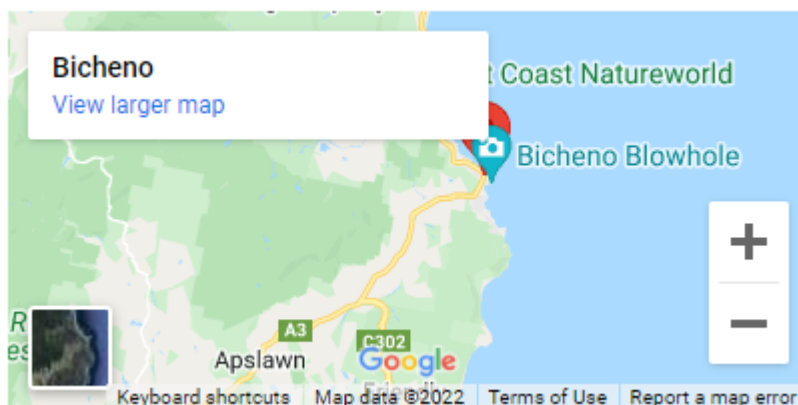 Bicheno
View larger map
t Coast Natureworld
Bicheno Blowhole
R
es
A3
C302
Apslawn
Google
Keyboard shortcuts
Map data ©2022
Terms of Use
Report a map error